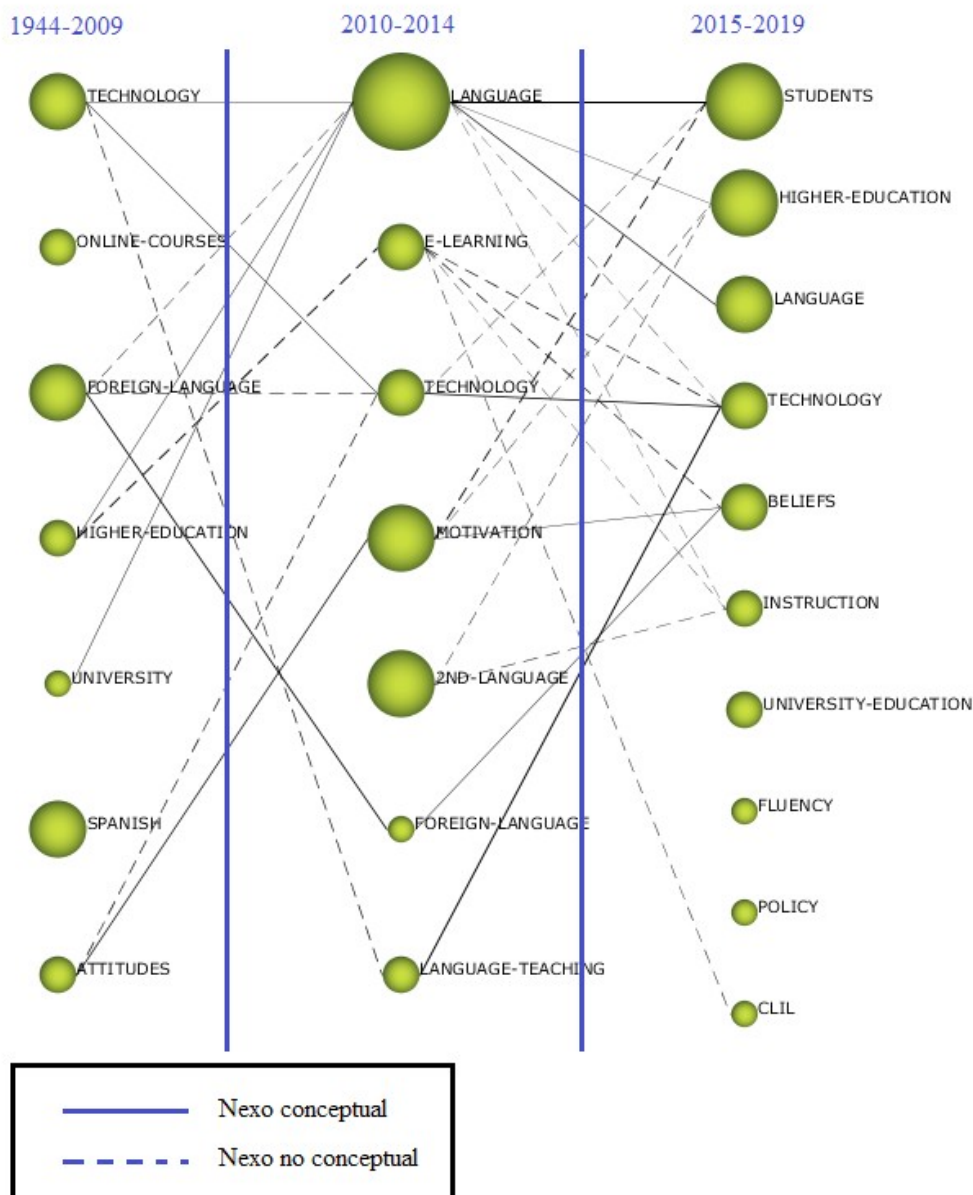 1944-2009
2010-2014
2015-2019
TECHNOLOGY
LANGUAGE
STUDENTS
HIGHER-EDUCATION
ONLINE-COURSES
E-LEARNING
LANGUAGE
FOREIGN-LANGUAGE
TECHNOLOGY
TECHNOLOGY
BELIEFS
HIGHER-EDUCATION
MOTIVATION
INSTRUCTION
UNIVERSITY
2ND-LANGUAGE
UNIVERSITY-EDUCATION
FLUENCY
SPANISH
FOREIGN-LANGUAGE
POLICY
ATTITUDES
LANGUAGE-TEACHING
CLIL
Nexo conceptual
Nexo no conceptual